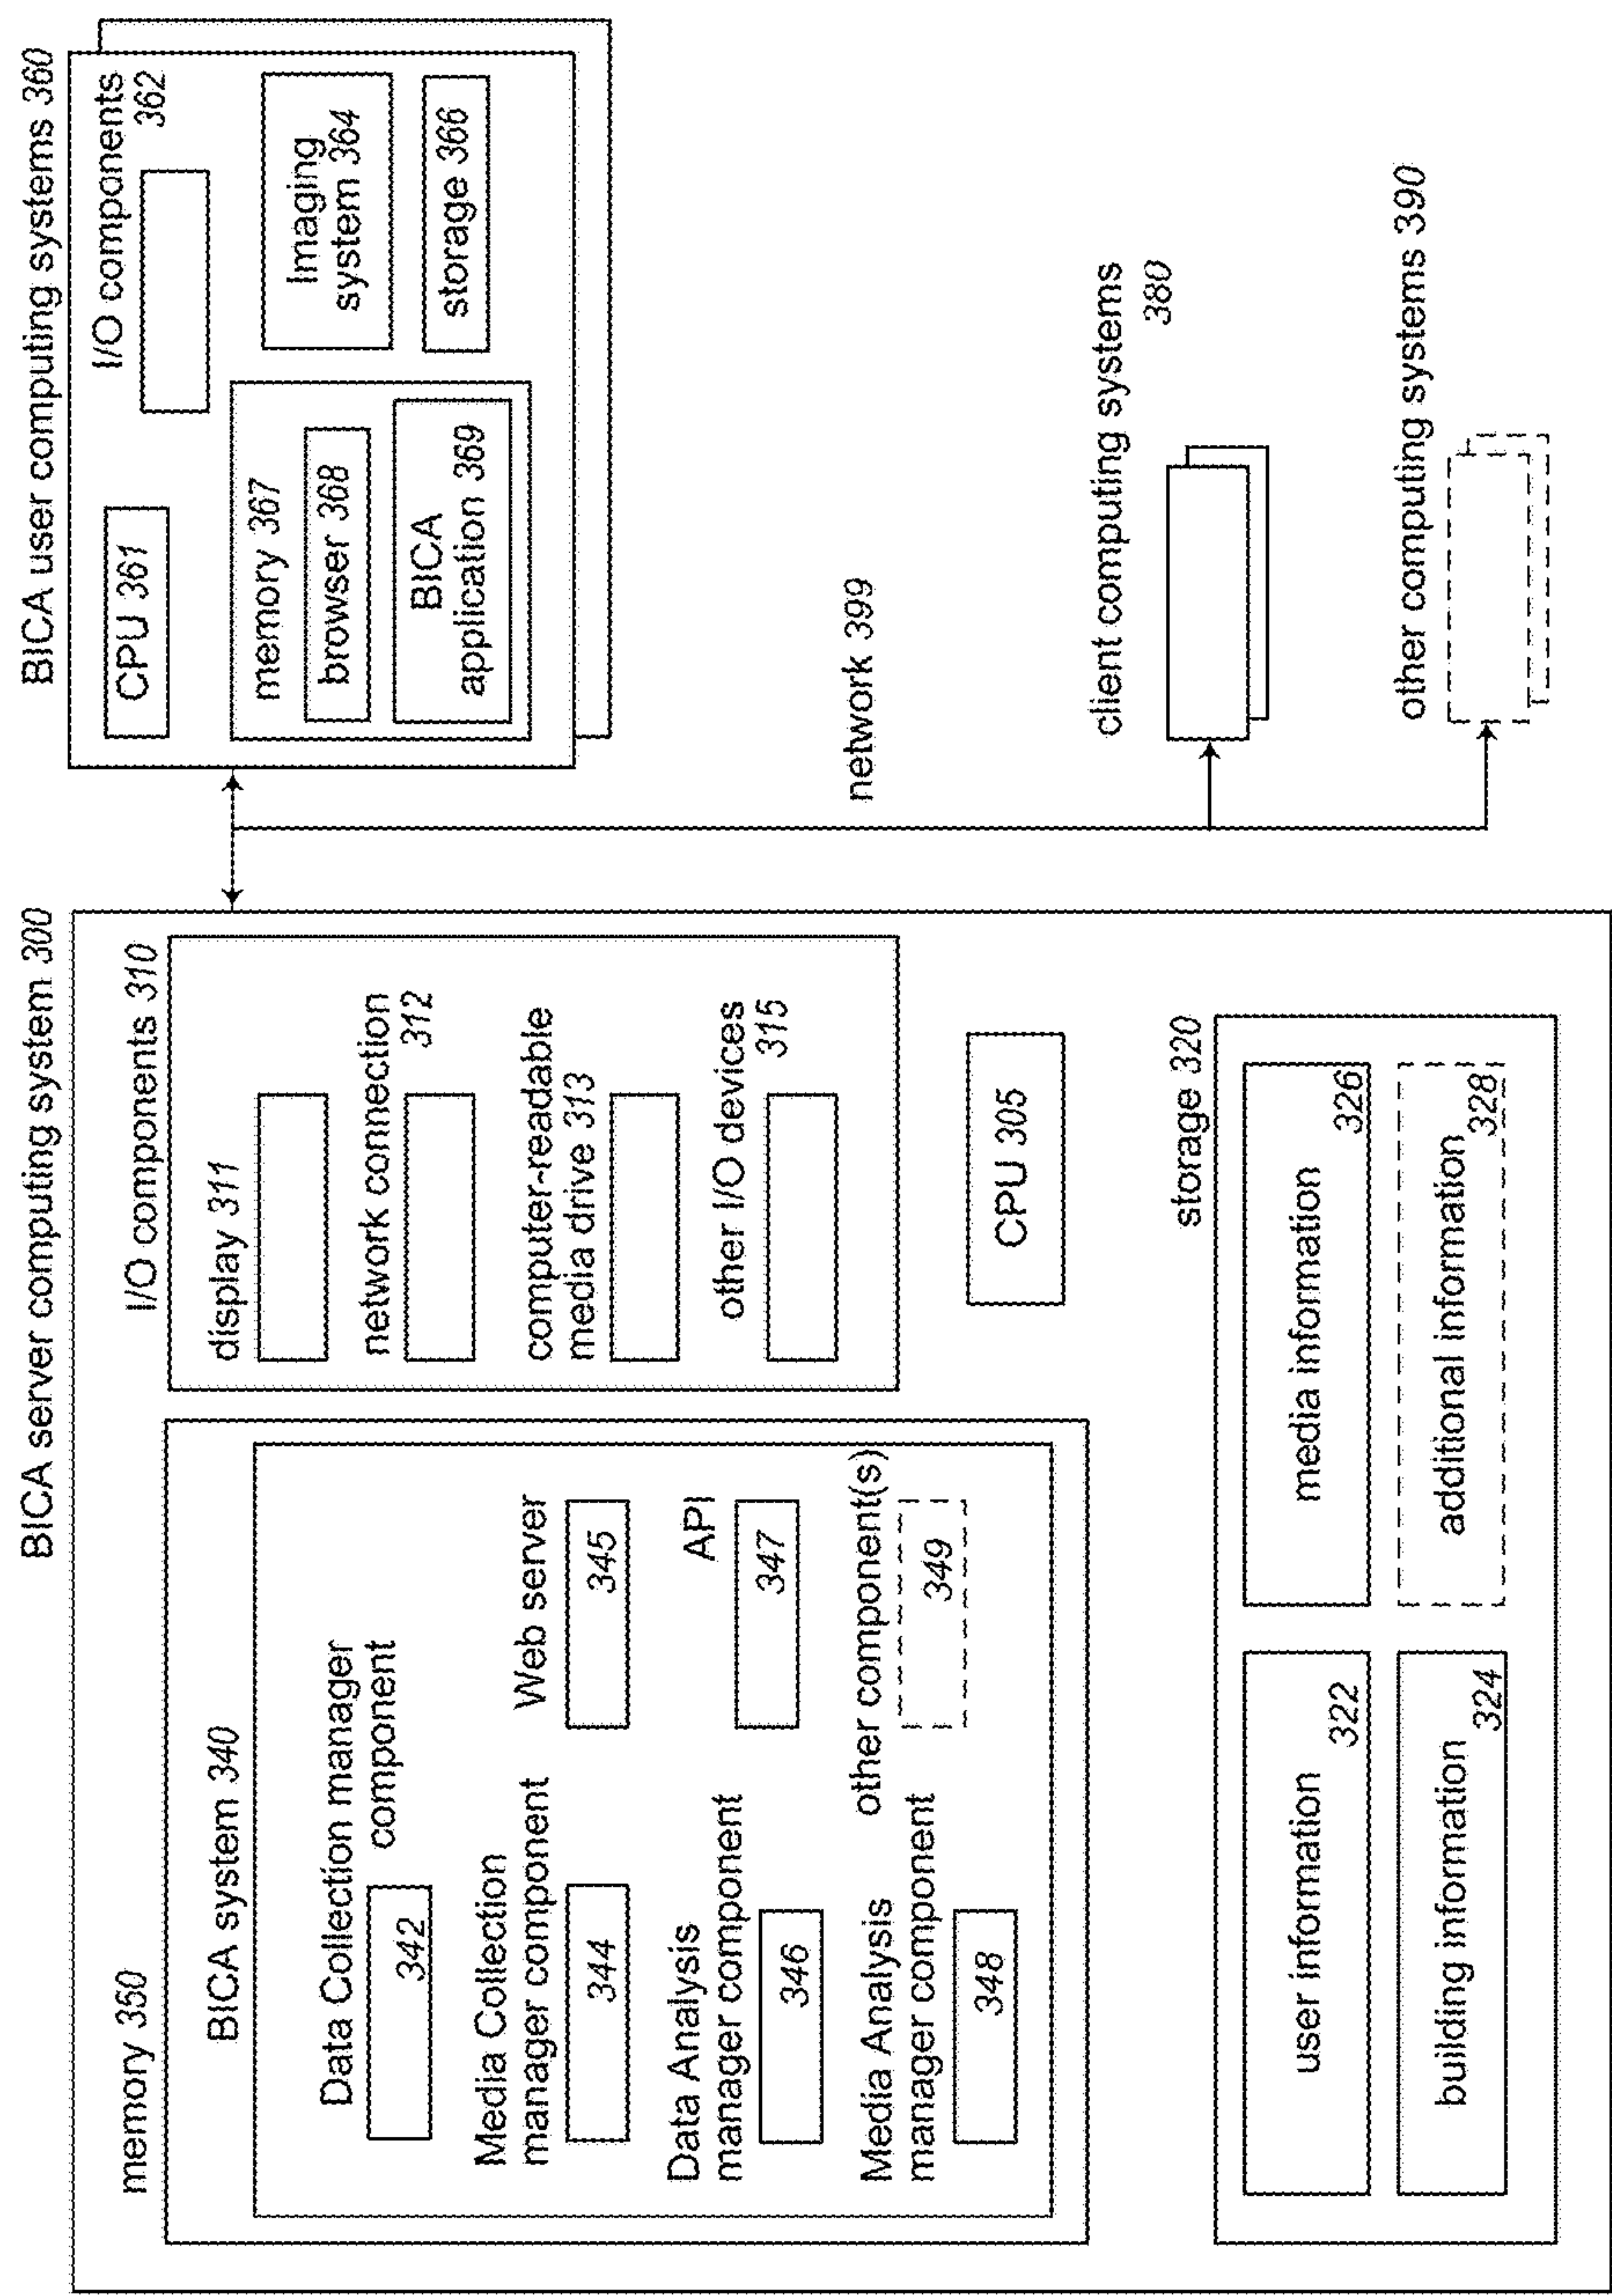 BICA server computing system 300
memory 350
BICA system 340
Data Collection manager
component
342
Media Collection
manager component
344
Web server
345
Data Analysis
manager component
346
API
347
Media Analysis
manager component
348
other component(s)
349
I/O components 310
display 311
network connection
312
computer-readable
media drive 313
other I/O devices
315
CPU 305
storage 320
user information
322
media information
326
building information
324
additional information
328
BICA user computing systems 360
CPU 361
I/O components
362
memory 367
browser 368
BICA
application 369
Imaging
system 364
storage 366
network 399
client computing systems
380
other computing systems 390